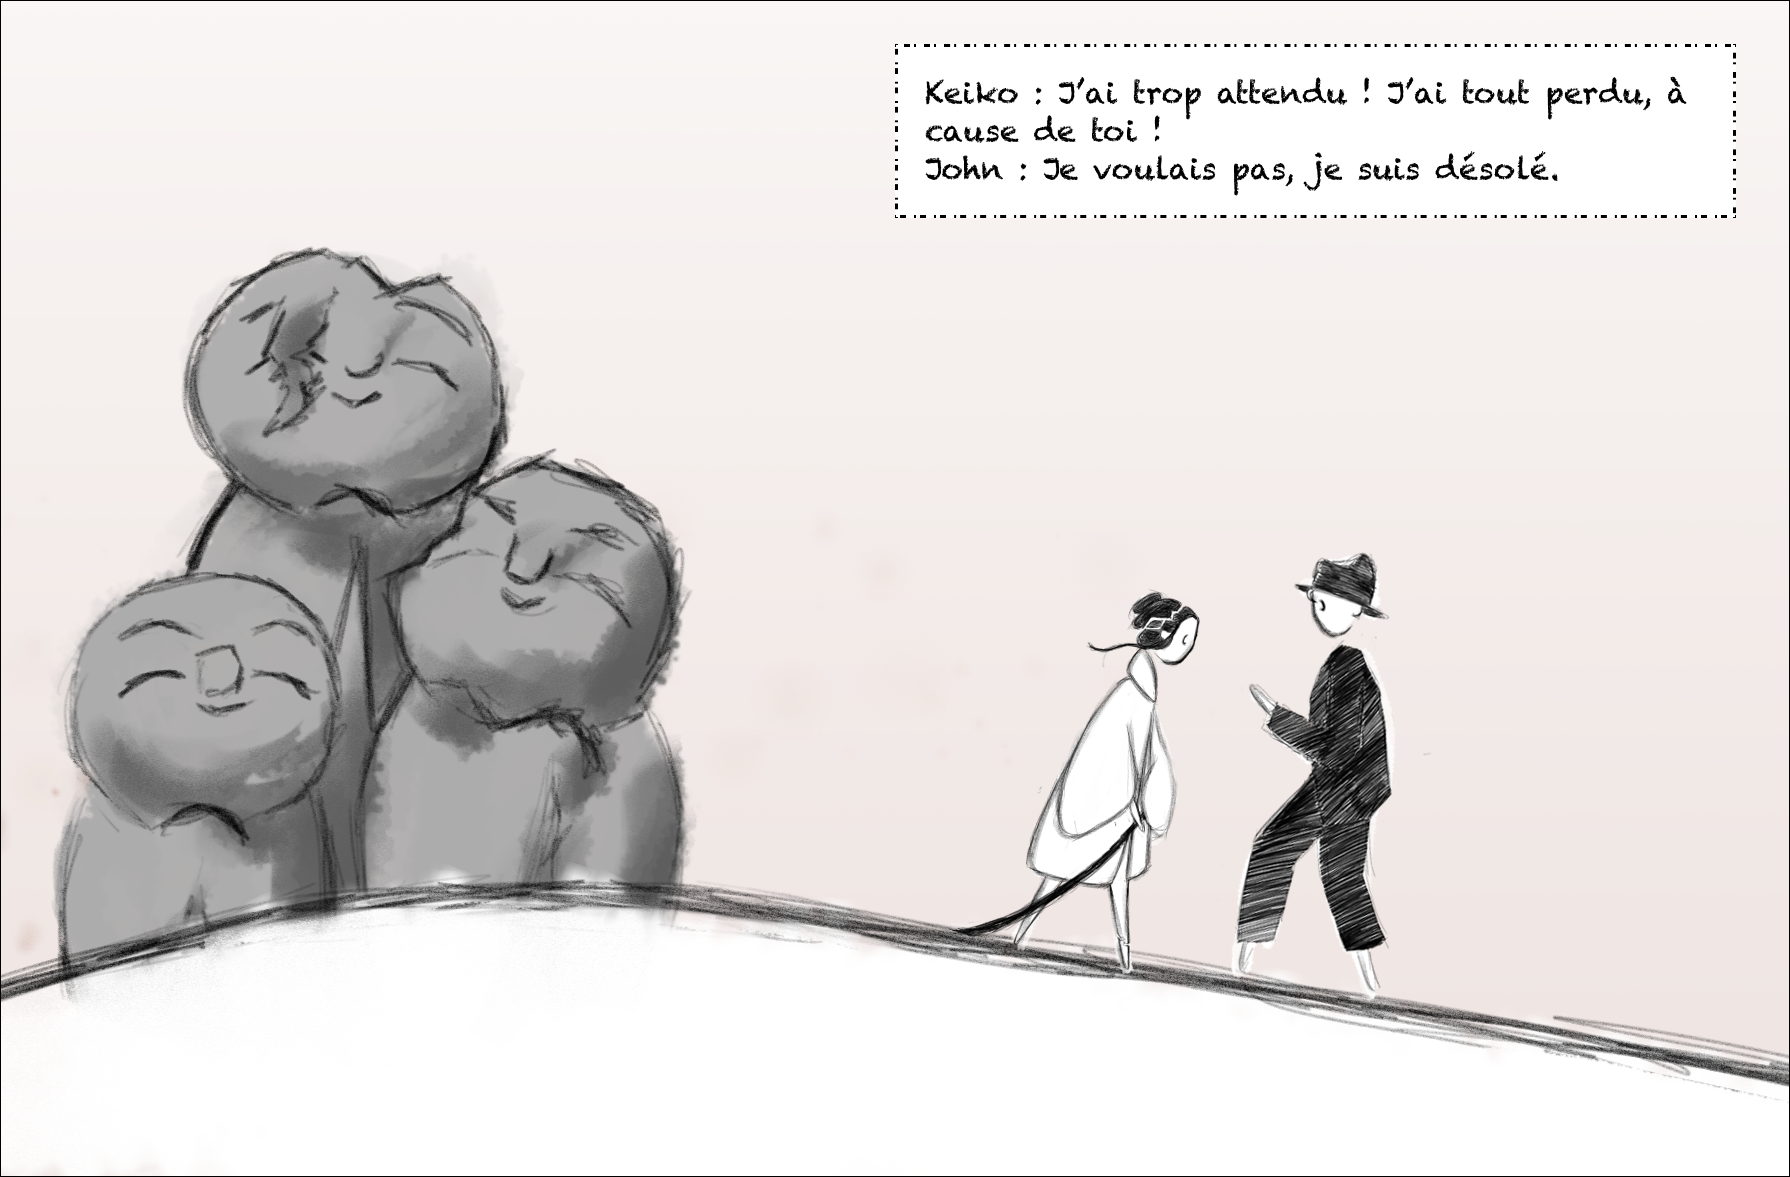 Keiko : J'ai trop attendu ! J'ai tout perdu, à
cause de toi !
John : Je voulais pas, je suis désolé.